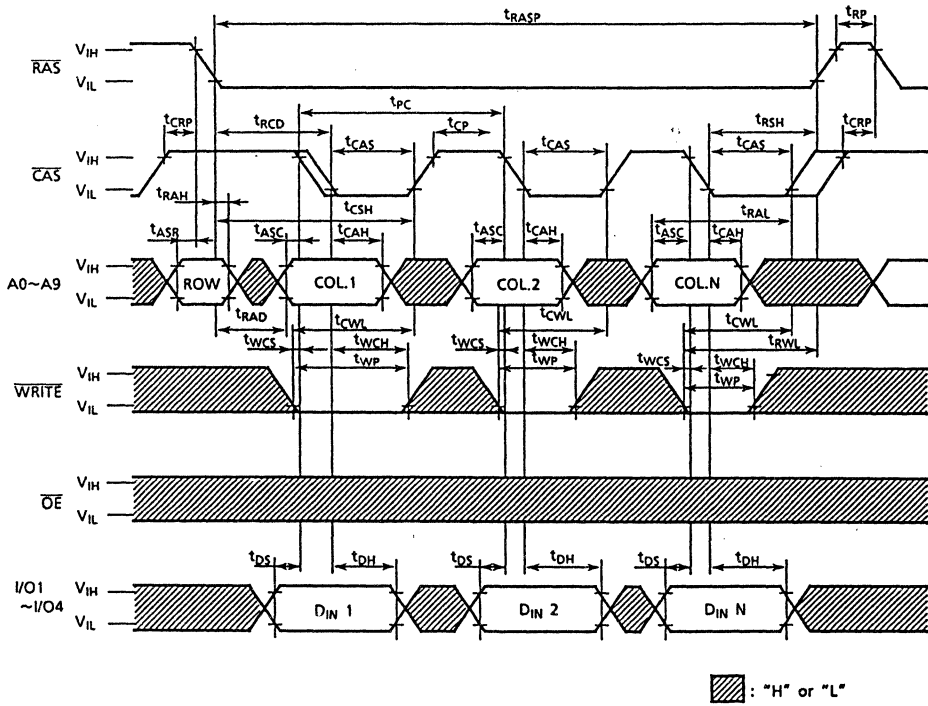 tRASP
tRP
VIH
RAS
VIL
tPC
tCRP
tRCD
tCP
tRSH
tCRP
tCAS
tCAS
tCAS
VIH
CAS
VIL
tRAH
tCSH
tRAL
tASR
tASC
tCAH
tASC
tCAH
tASC
tCAH
VIH
A0~A9
ROW
COL.1
COL.2
COL.N
VIL
tRAD
tCWL
tCWL
tCWL
tWCS
tWCH
tWCS
tWCH
tRWL
tWP
tWP
tWCS
tWCH
tWP
VIH
WRITE
VIL
VIH
OE
VIL
tDS
tDH
tDS
tDH
tDS
tDH
I/O1
~I/O4
VIH
DIN 1
DIN 2
DIN N
VIL
: "H" or "L"